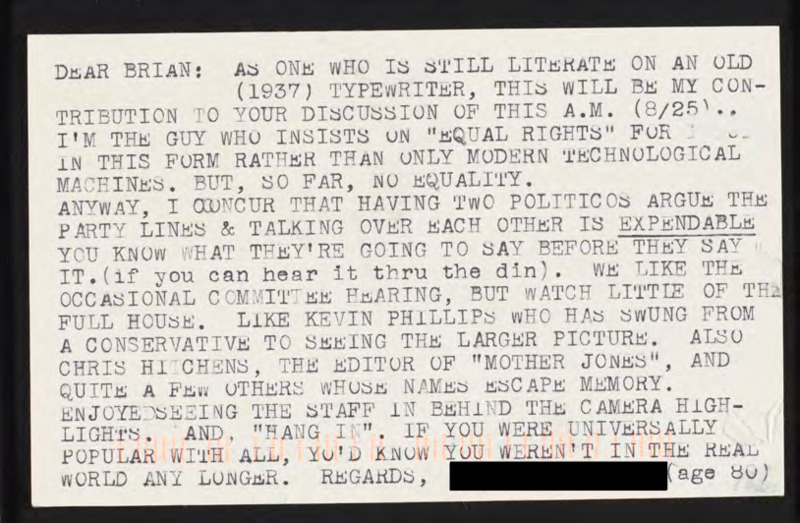 DEAR BRIAN: AS ONE WHO IS STILL LITERATE ON AN OLD
(1937) TYPEWRITER, THIS WILL BE MY CON-
TRIBUTION TO YOUR DISCUSSION OF THIS A.M. (8/25)..
I'M THE GUY WHO INSISTS ON "EQUAL RIGHTS" FOR
IN THIS FORM RATHER THAN ONLY MODERN TECHNOLOGICAL
MACHINES. BUT, SO FAR, NO EQUALITY.
ANYWAY, I CONCUR THAT HAVING TWO POLITICOS ARGUE THE
PARTY LINES & TALKING OVER EACH OTHER IS EXPENDABLE
YOU KNOW WHAT THEY'RE GOING TO SAY BEFORE THEY SAY
IT.(if you can hear it thru the din). WE LIKE THE
OCCASIONAL COMMITTEE HEARING, BUT WATCH LITTLE OF THE
FULL HOUSE. LIKE KEVIN PHILLIPS WHO HAS SWUNG FROM
A CONSERVATIVE TO SEEING THE LARGER PICTURE. ALSO
CHRIS HITCHENS, THE EDITOR OF "MOTHER JONES", AND
QUITE A FEW OTHERS WHOSE NAMES ESCAPE MEMORY.
ENJOYED SEEING THE STAFF IN BEHIND THE CAMERA HIGH-
LIGHTS. AND, "HANG IN". IF YOU WERE UNIVERSALLY
POPULAR WITH ALL, YO'D KNOW YOU WEREN'T IN THE REAL
WORLD ANY LONGER. REGARDS, (age 80)